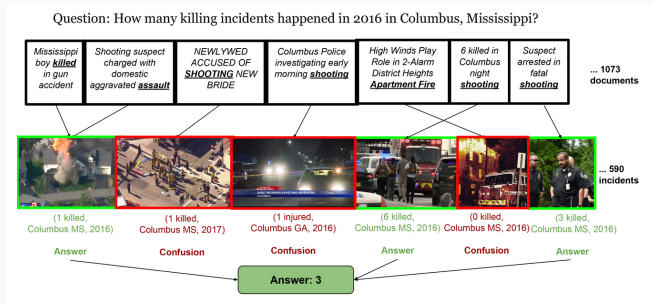 Question: How many killing incidents happened in 2016 in Columbus, Mississippi?
Mississippi
boy killed
in gun
accident
Shooting suspect
charged with
domestic
aggravated assault
NEWLYWED
ACCUSED OF
SHOOTING NEW
BRIDE
Columbus Police
investigating early
morning shooting
High Winds Play
Role in 2-Alarm
District Heights
Apartment Fire
6 killed in
Columbus
night
shooting
Suspect
arrested in
fatal
shooting
... 1073
documents
... 590
incidents
(1 killed,
Columbus MS, 2016)
(1 killed,
Columbus MS, 2017)
(1 injured,
Columbus GA, 2016)
(6 killed,
Columbus MS, 2016)
(0 killed,
Columbus MS, 2016)
(3 killed,
Columbus MS, 2016)
Answer
Confusion
Confusion
Answer
Confusion
Answer
Answer: 3